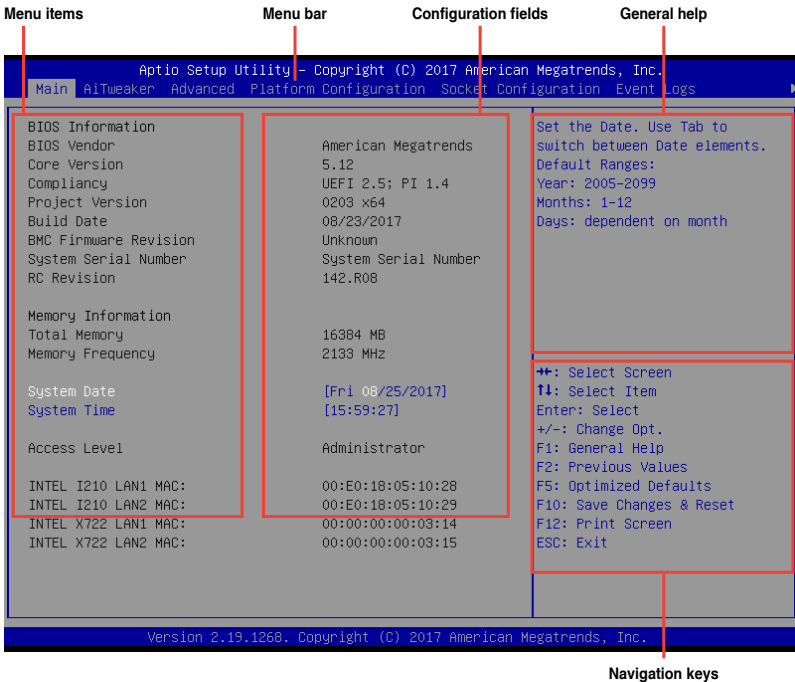 Menu items Menu bar Configuration fields General help
Aptio Setup Utility – Copyright (C) 2017 American Megatrends, Inc.
Main AiTweaker Advanced Platform Configuration Socket Configuration Event Logs
BIOS Information
BIOS Vendor American Megatrends
Core Version 5.12
Compliancy UEFI 2.5; PI 1.4
Project Version 0203 x64
Build Date 08/23/2017
BMC Firmware Revision Unknown
System Serial Number System Serial Number
RC Revision 142.R08
Memory Information
Total Memory 16384 MB
Memory Frequency 2133 MHz
System Date [Fri 08/25/2017]
System Time [15:59:27]
Access Level Administrator
INTEL I210 LAN1 MAC: 00:E0:18:05:10:28
INTEL I210 LAN2 MAC: 00:E0:18:05:10:29
INTEL X722 LAN1 MAC: 00:00:00:00:03:14
INTEL X722 LAN2 MAC: 00:00:00:00:03:15
Set the Date. Use Tab to
switch between Date elements.
Default Ranges:
Year: 2005-2099
Months: 1-12
Days: dependent on month
→←: Select Screen
↑↓: Select Item
Enter: Select
+/-: Change Opt.
F1: General Help
F2: Previous Values
F5: Optimized Defaults
F10: Save Changes & Reset
F12: Print Screen
ESC: Exit
Version 2.19.1268. Copyright (C) 2017 American Megatrends, Inc.
Navigation keys